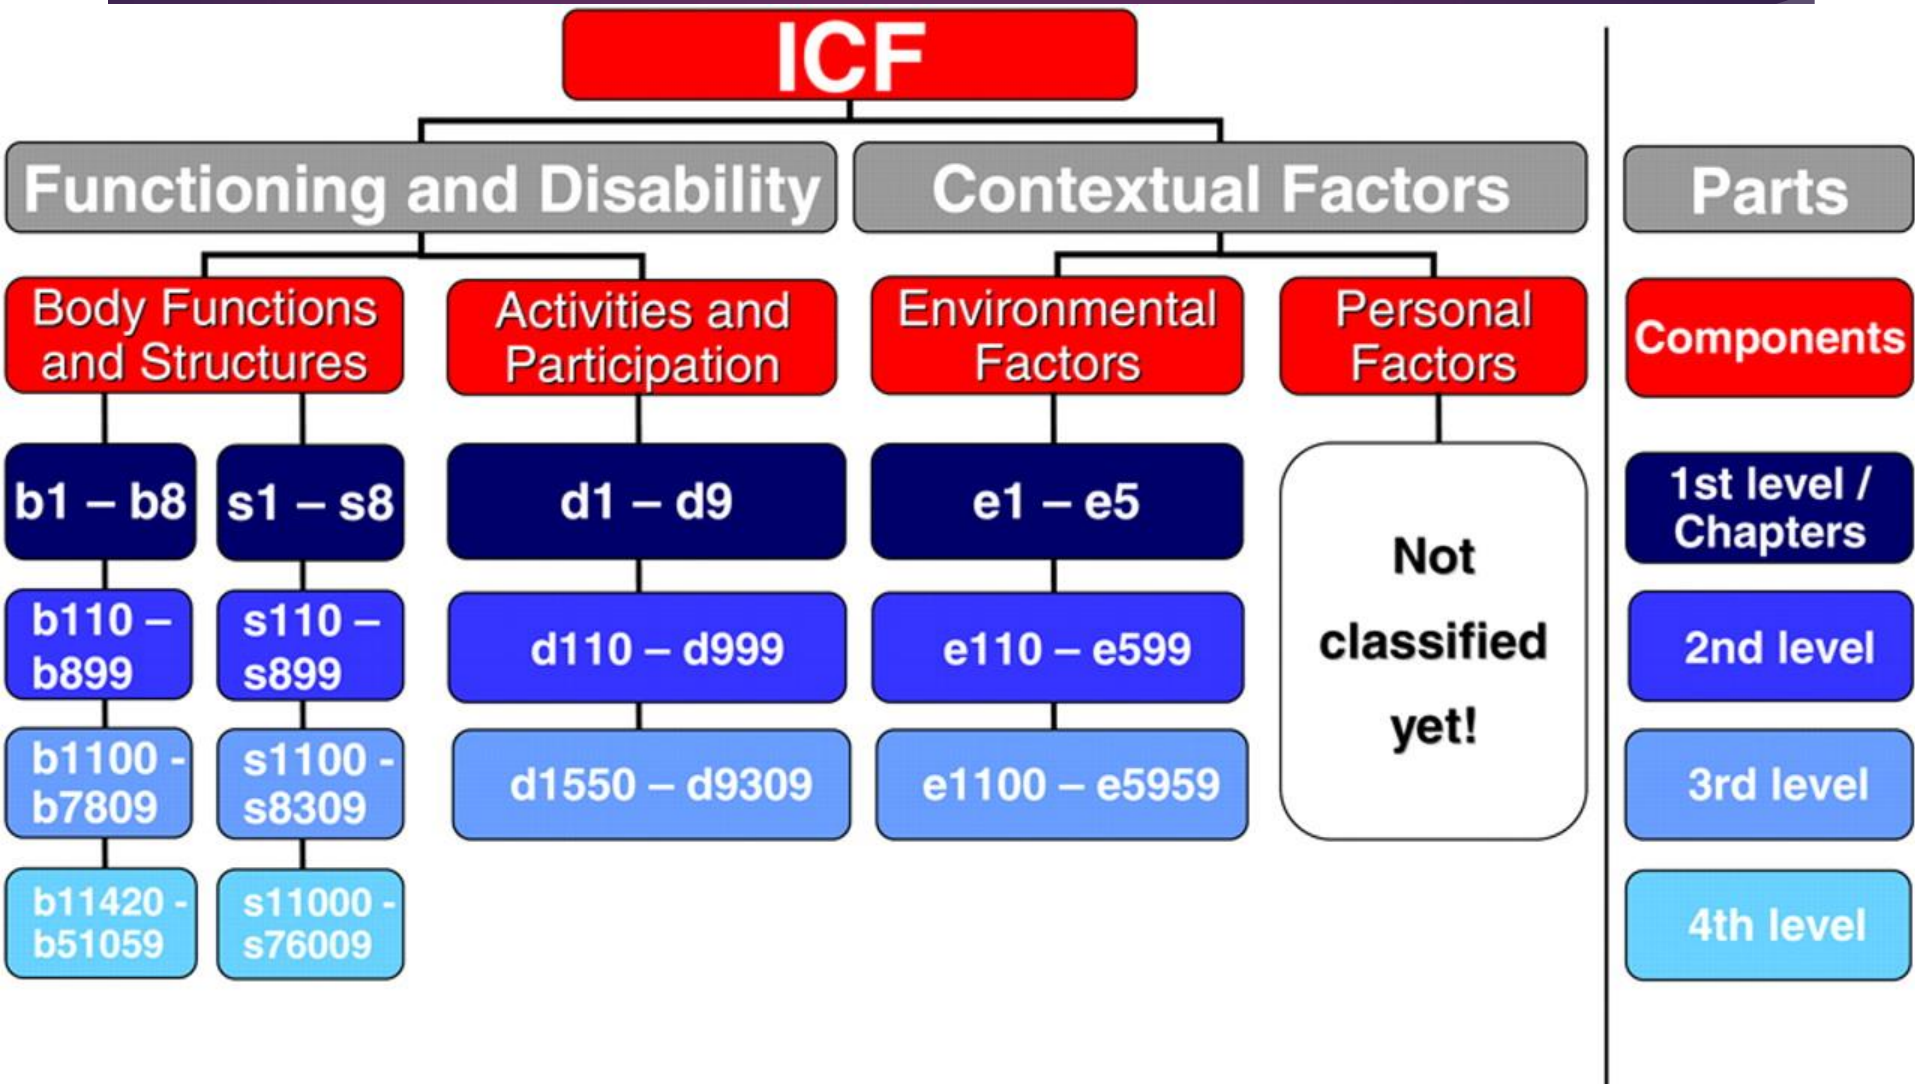 ICF
Functioning and Disability
Contextual Factors
Parts
Body Functions
and Structures
Activities and
Participation
Environmental
Factors
Personal
Factors
Components
b1 – b8
s1 – s8
d1 – d9
e1 – e5
Not
classified
yet!
1st level /
Chapters
b110 –
b899
s110 –
s899
d110 – d999
e110 – e599
2nd level
b1100 -
b7809
s1100 -
s8309
d1550 – d9309
e1100 – e5959
3rd level
b11420 -
b51059
s11000 -
s76009
4th level